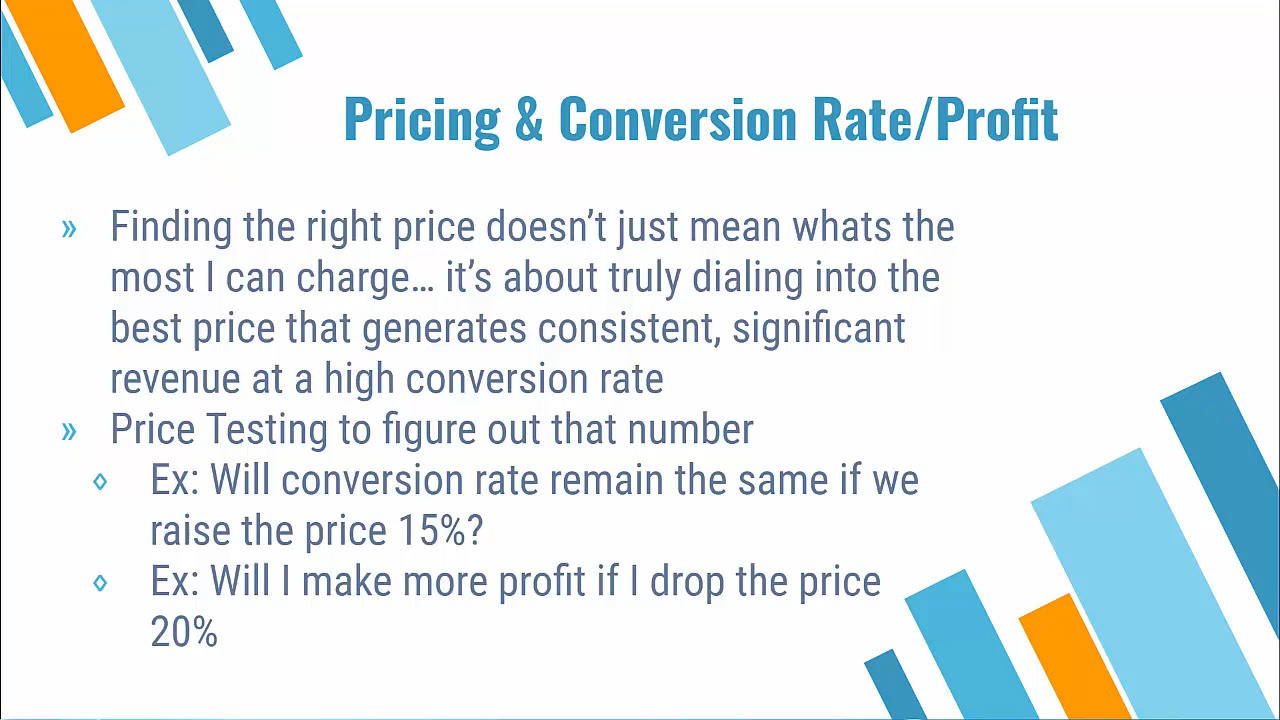 Pricing & Conversion Rate/Profit
» Finding the right price doesn’t just mean whats the
most I can charge… it’s about truly dialing into the
best price that generates consistent, significant
revenue at a high conversion rate
» Price Testing to figure out that number
◊ Ex: Will conversion rate remain the same if we
raise the price 15%?
◊ Ex: Will I make more profit if I drop the price
20%